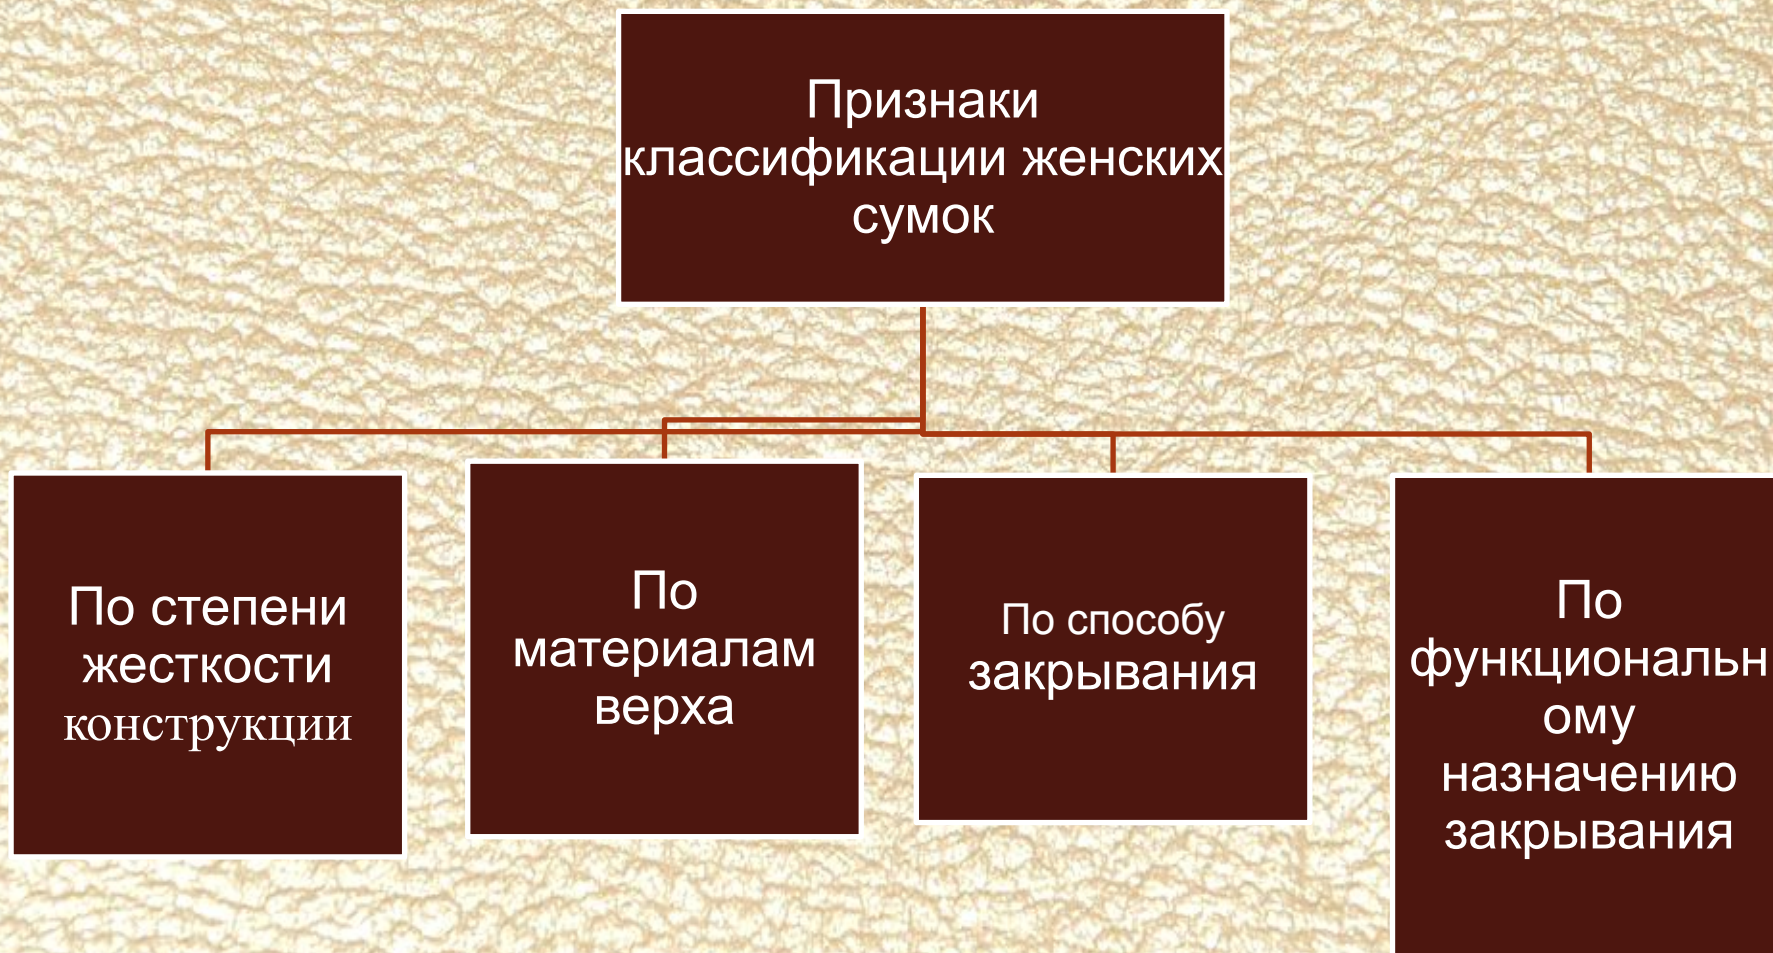 Признаки
классификации женских
сумок
По степени
жесткости
конструкции
По
материалам
верха
По способу
закрывания
По
функциональн
ому
назначению
закрывания